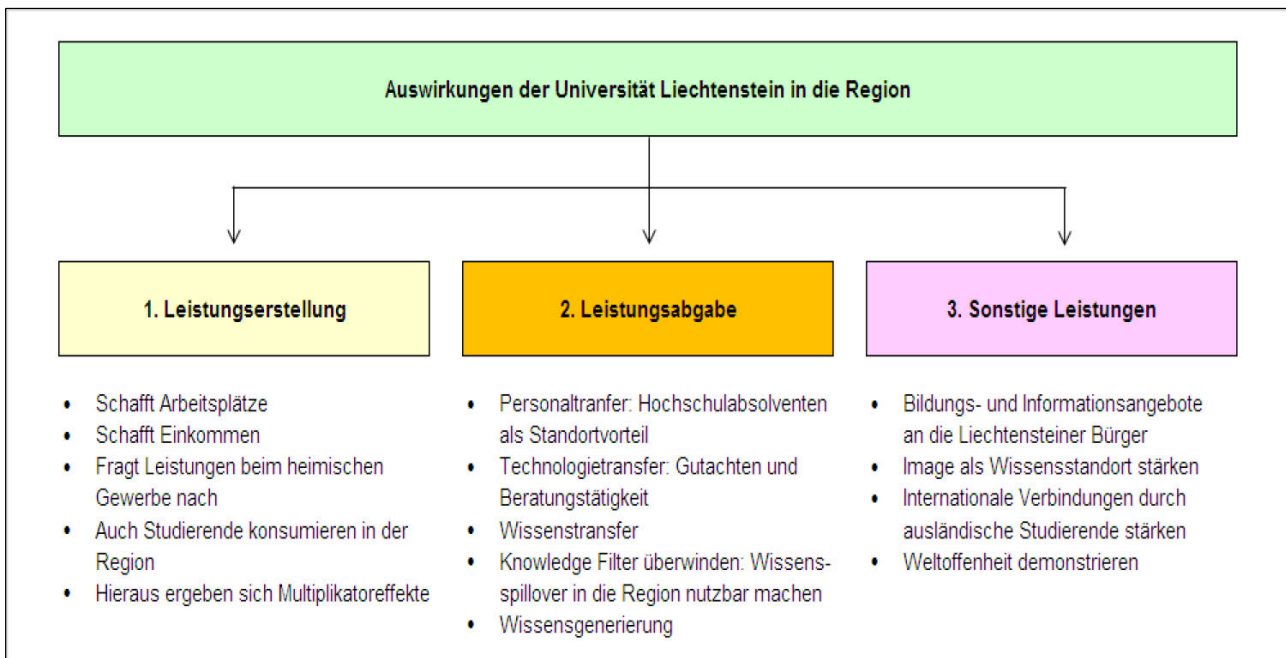 Auswirkungen der Universität Liechtenstein in die Region
1. Leistungserstellung
• Schafft Arbeitsplätze
• Schafft Einkommen
• Fragt Leistungen beim heimischen
Gewerbe nach
• Auch Studierende konsumieren in der
Region
• Hieraus ergeben sich Multiplikatoreffekte
2. Leistungsabgabe
• Personaltranfer: Hochschulabsolventen
als Standortvorteil
• Technologietransfer: Gutachten und
Beratungstätigkeit
• Wissenstransfer
• Knowledge Filter überwinden: Wissens-
spillover in die Region nutzbar machen
• Wissensgenerierung
3. Sonstige Leistungen
• Bildungs- und Informationsangebote
an die Liechtensteiner Bürger
• Image als Wissensstandort stärken
• Internationale Verbindungen durch
ausländische Studierende stärken
• Weltoffenheit demonstrieren